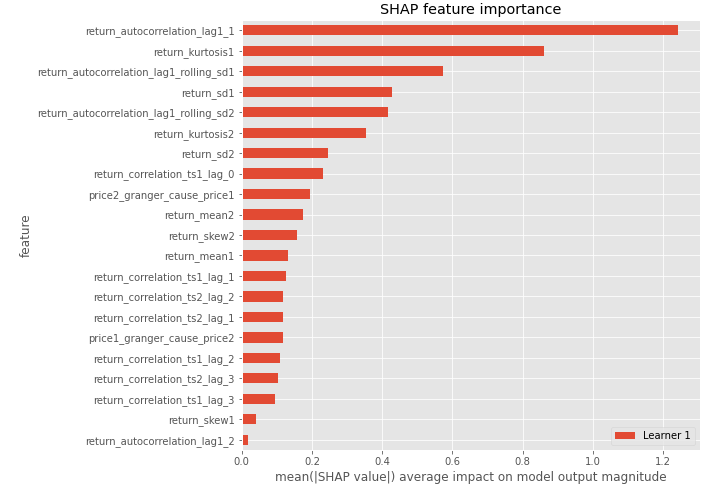 SHAP feature importance
return_autocorrelation_lag1_1
return_kurtosis1
return_autocorrelation_lag1_rolling_sd1
return_sd1
return_autocorrelation_lag1_rolling_sd2
return_kurtosis2
return_sd2
return_correlation_ts1_lag_0
price2_granger_cause_price1
return_mean2
return_skew2
return_mean1
return_correlation_ts1_lag_1
return_correlation_ts2_lag_2
return_correlation_ts2_lag_1
price1_granger_cause_price2
return_correlation_ts1_lag_2
return_correlation_ts2_lag_3
return_correlation_ts1_lag_3
return_skew1
return_autocorrelation_lag1_2
feature
Learner 1
0.0 0.2 0.4 0.6 0.8 1.0 1.2
mean(|SHAP value|) average impact on model output magnitude